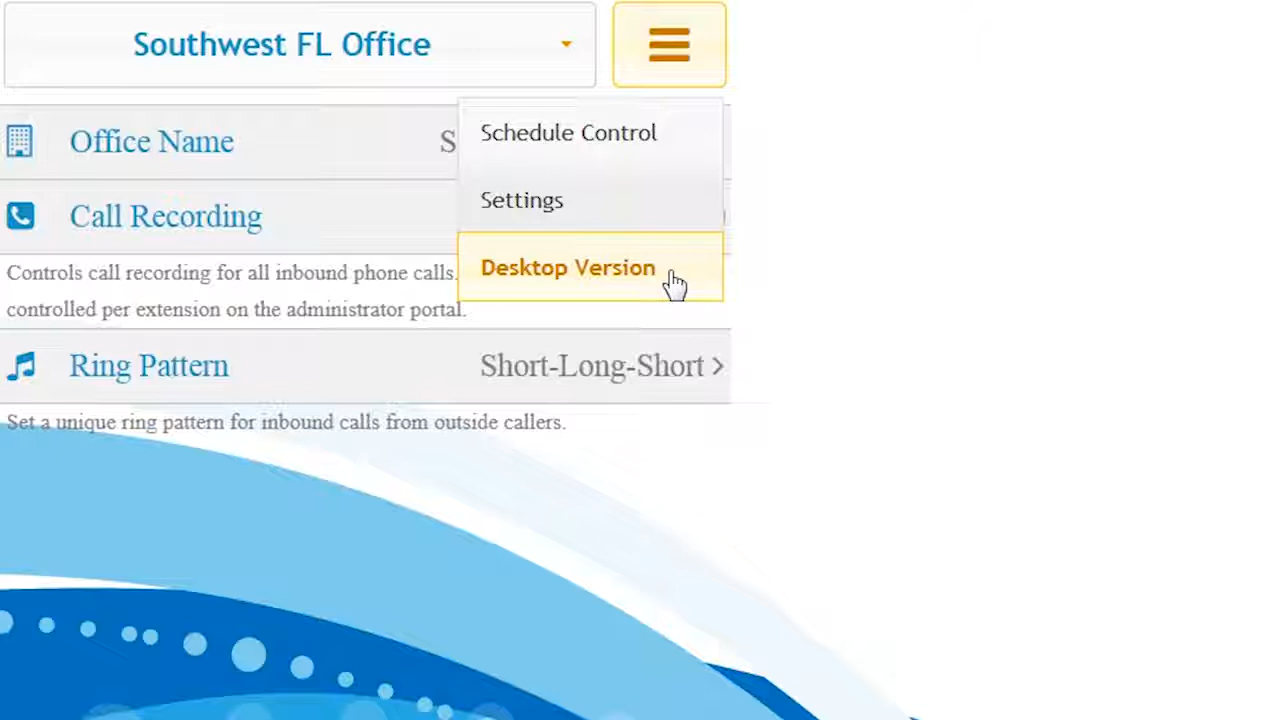 Southwest FL Office
Schedule Control
Office Name S
Settings
Call Recording
Desktop Version
Controls call recording for all inbound phone calls.
controlled per extension on the administrator portal.
Ring Pattern Short-Long-Short
Set a unique ring pattern for inbound calls from outside callers.